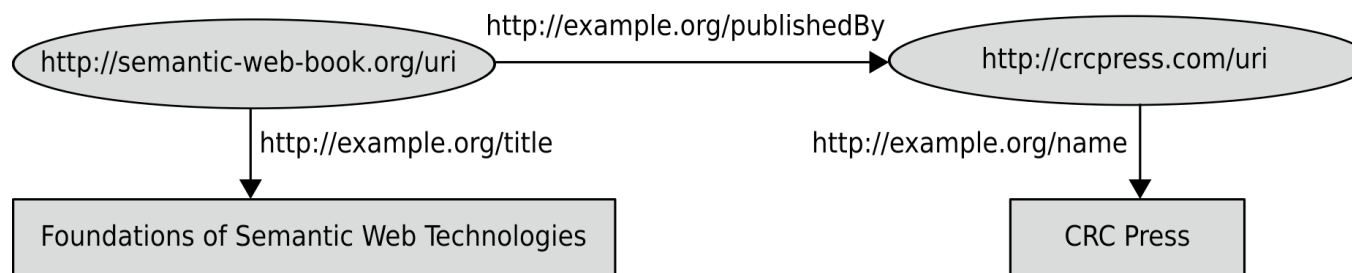 http://example.org/publishedBy
http://semantic-web-book.org/uri
http://crcpress.com/uri
http://example.org/title
http://example.org/name
Foundations of Semantic Web Technologies
CRC Press